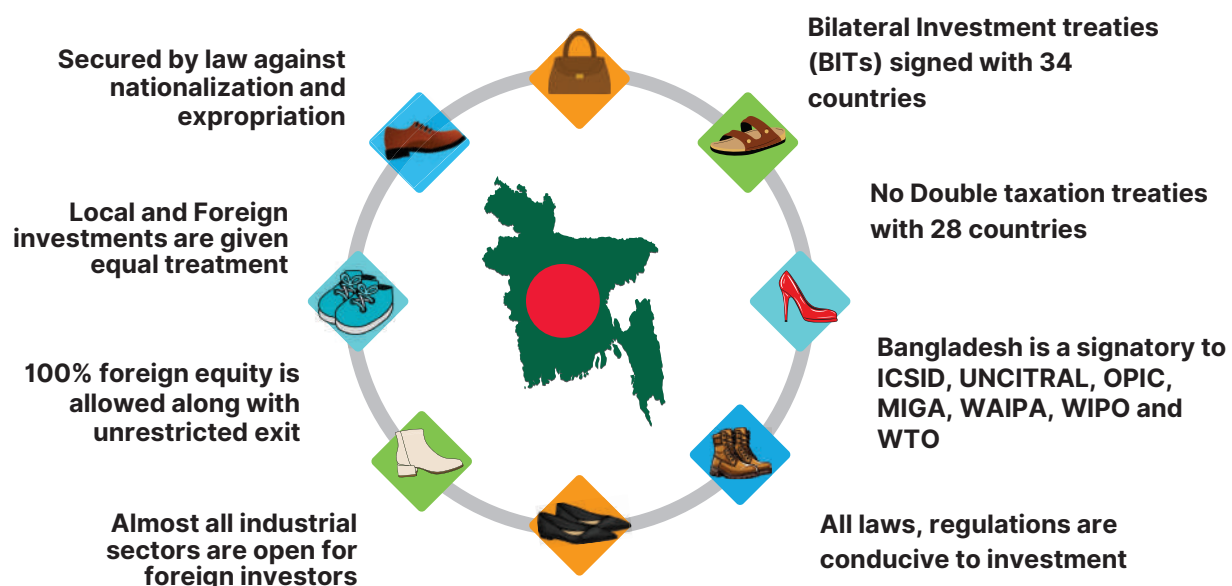 Secured by law against
nationalization and
expropriation
Local and Foreign
investments are given
equal treatment
100% foreign equity is
allowed along with
unrestricted exit
Almost all industrial
sectors are open for
foreign investors
Bilateral Investment treaties
(BITs) signed with 34
countries
No Double taxation treaties
with 28 countries
Bangladesh is a signatory to
ICSID, UNCITRAL, OPIC,
MIGA, WAIPA, WIPO and
WTO
All laws, regulations are
conducive to investment